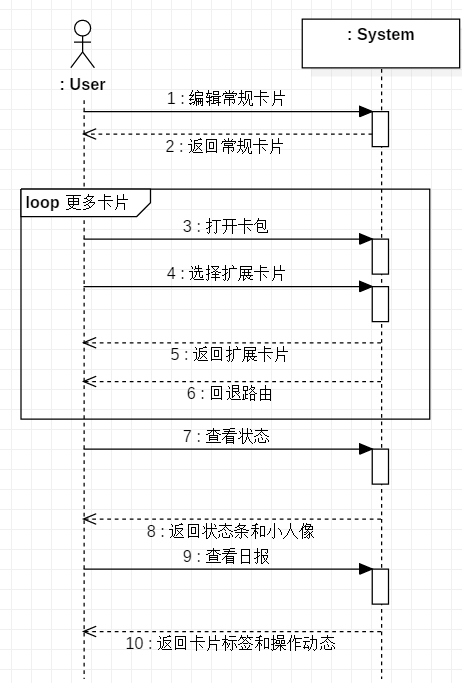 : System
: User
1 : 编辑常规卡片
2 : 返回常规卡片
loop 更多卡片
3 : 打开卡包
4 : 选择扩展卡片
5 : 返回扩展卡片
6 : 回退路由
7 : 查看状态
8 : 返回状态条和小人像
9 : 查看日报
10 : 返回卡片标签和操作动态